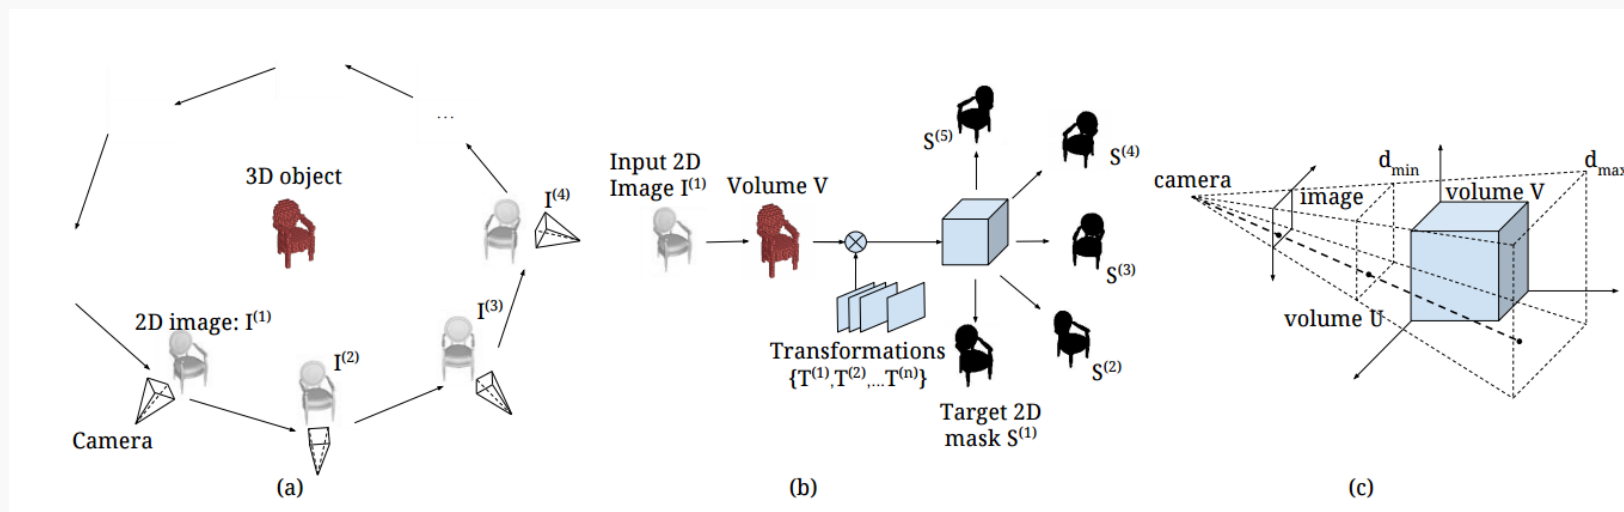 3D object
...
I(4)
2D image: I(1)
I(3)
I(2)
Camera
(a)
Input 2D
Image I(1)
Volume V
S(5)
S(4)
S(3)
S(2)
Transformations
{T(1),T(2),...T(n)}
Target 2D
mask S(1)
(b)
camera
image
dmin
dmax
volume V
volume U
(c)